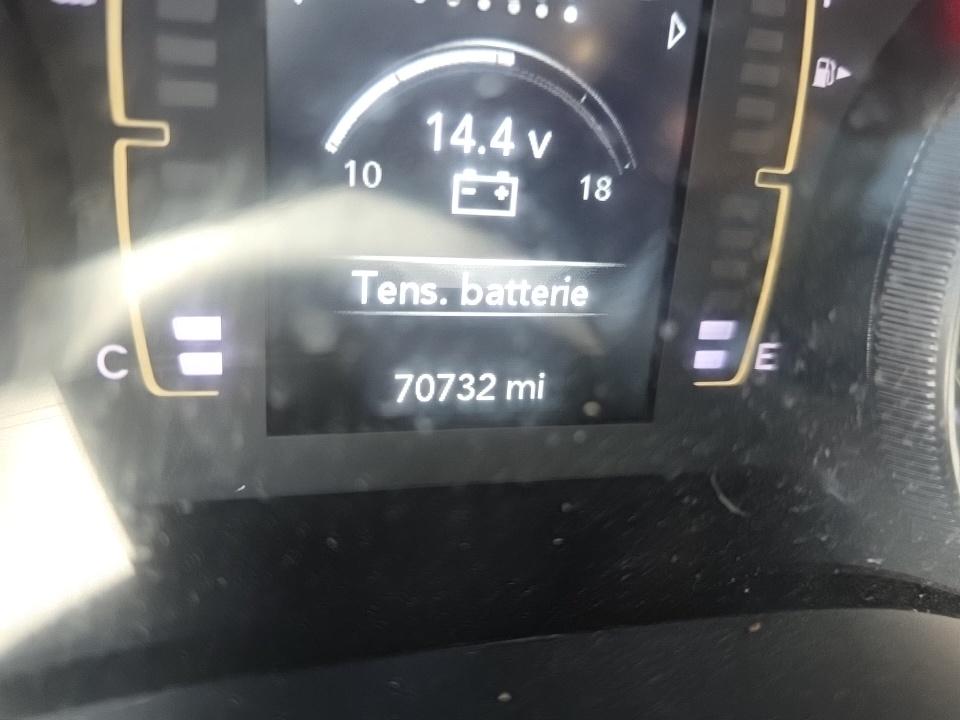 14.4 v
10 18
Tens. batterie
C E
70732 mi